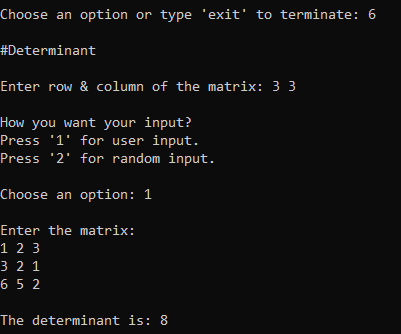 Choose an option or type 'exit' to terminate: 6
#Determinant
Enter row & column of the matrix: 3 3
How you want your input?
Press '1' for user input.
Press '2' for random input.
Choose an option: 1
Enter the matrix:
1 2 3
3 2 1
6 5 2
The determinant is: 8